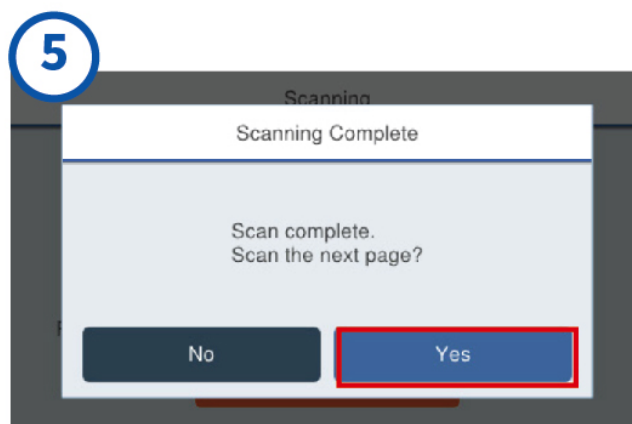 5
Scanning
Scanning Complete
Scan complete.
Scan the next page?
No
Yes